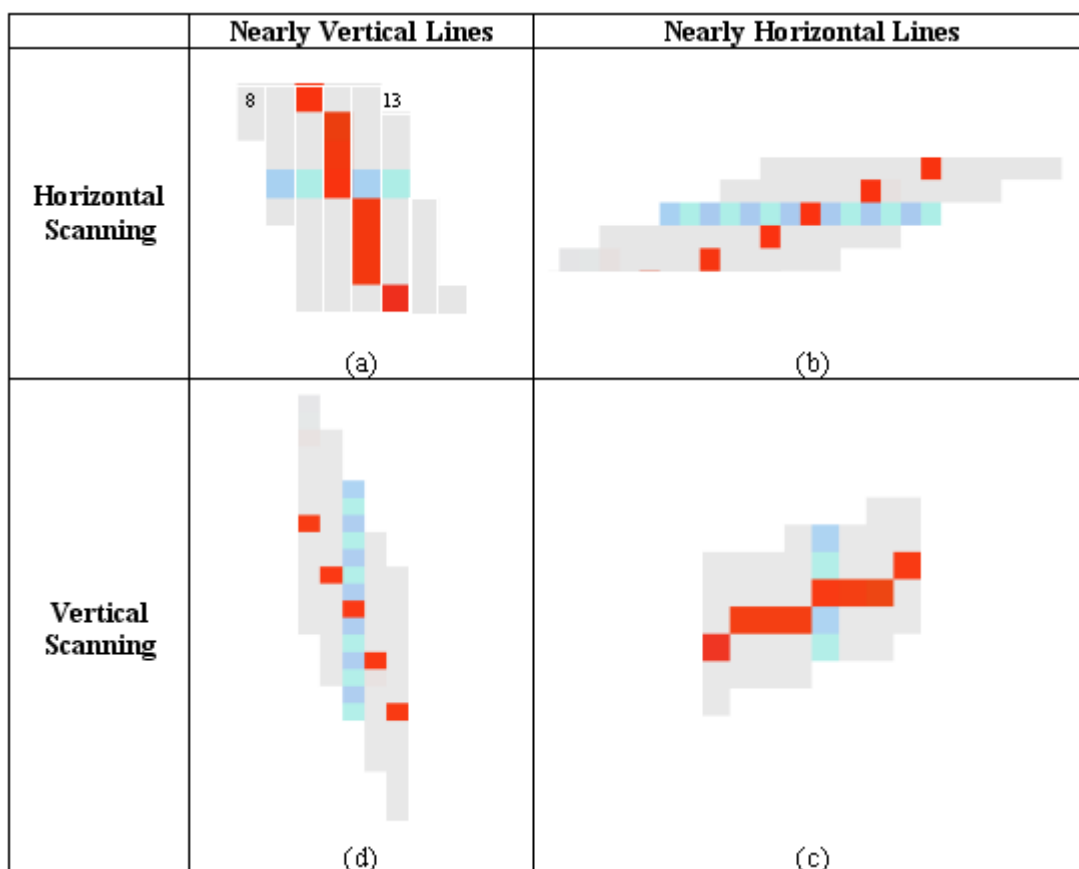 Nearly Vertical Lines
Nearly Horizontal Lines
Horizontal
Scanning
8
13
(a)
(b)
Vertical
Scanning
(d)
(c)